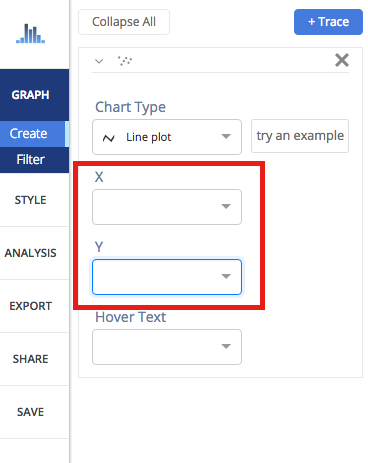 Collapse All
+ Trace
GRAPH
Create
Filter
STYLE
ANALYSIS
EXPORT
SHARE
SAVE
Chart Type
Line plot
try an example
X
Y
Hover Text